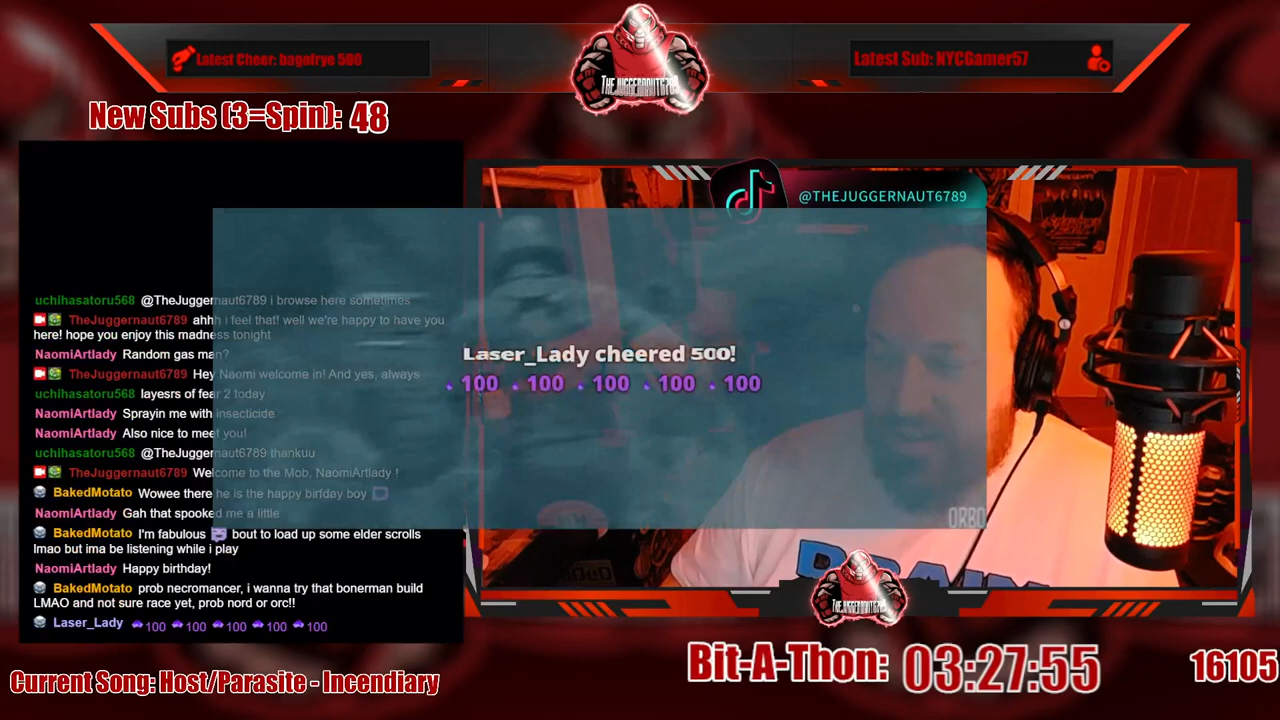 Latest Cheer: bagofrye 500
THEJUGGERNAUT6789
Latest Sub: NYCGamer57
New Subs (3=Spin): 48
@THEJUGGERNAUT6789
uchihasatoru568 @TheJuggernaut6789 i browse here sometimes
TheJuggernaut6789 ahhh i feel that! well we're happy to have you
here! hope you enjoy this madness tonight
NaomiArtlady Random gas man?
TheJuggernaut6789 Hey Naomi welcome in! And yes, always
uchihasatoru568 layesrs of fear 2 today
NaomiArtlady Sprayin me with insecticide
NaomiArtlady Also nice to meet you!
uchihasatoru568 @TheJuggernaut6789 thankuu
TheJuggernaut6789 Welcome to the Mob, NaomiArtlady !
BakedMotato Wowee there he is the happy birfday boy
NaomiArtlady Gah that spooked me a little
BakedMotato I'm fabulous bout to load up some elder scrolls
lmao but ima be listening while i play
NaomiArtlady Happy birthday!
BakedMotato prob necromancer, i wanna try that bonerman build
LMAO and not sure race yet, prob nord or orc!!
Laser_Lady 100 100 100 100 100
Laser_Lady cheered 500!
100 100 100 100 100
ORBO
THEJUGGERNAUT6789
Bit-A-Thon: 03:27:55
16105
Current Song: Host/Parasite - Incendiary